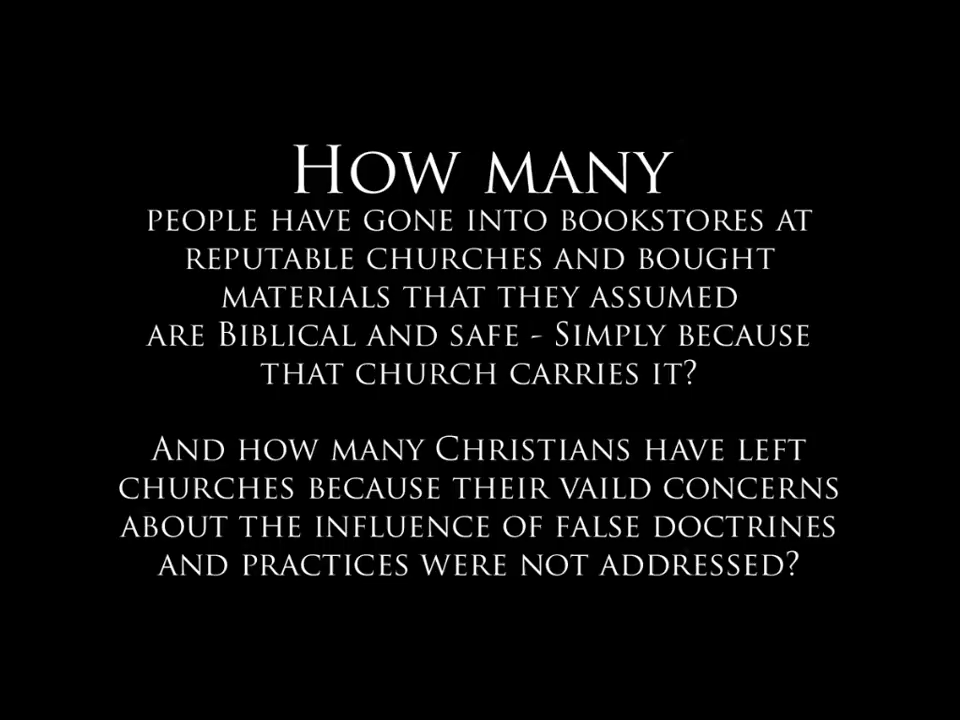 How many
people have gone into bookstores at
reputable churches and bought
materials that they assumed
are Biblical and safe - Simply because
that church carries it?
And how many Christians have left
churches because their vaild concerns
about the influence of false doctrines
and practices were not addressed?